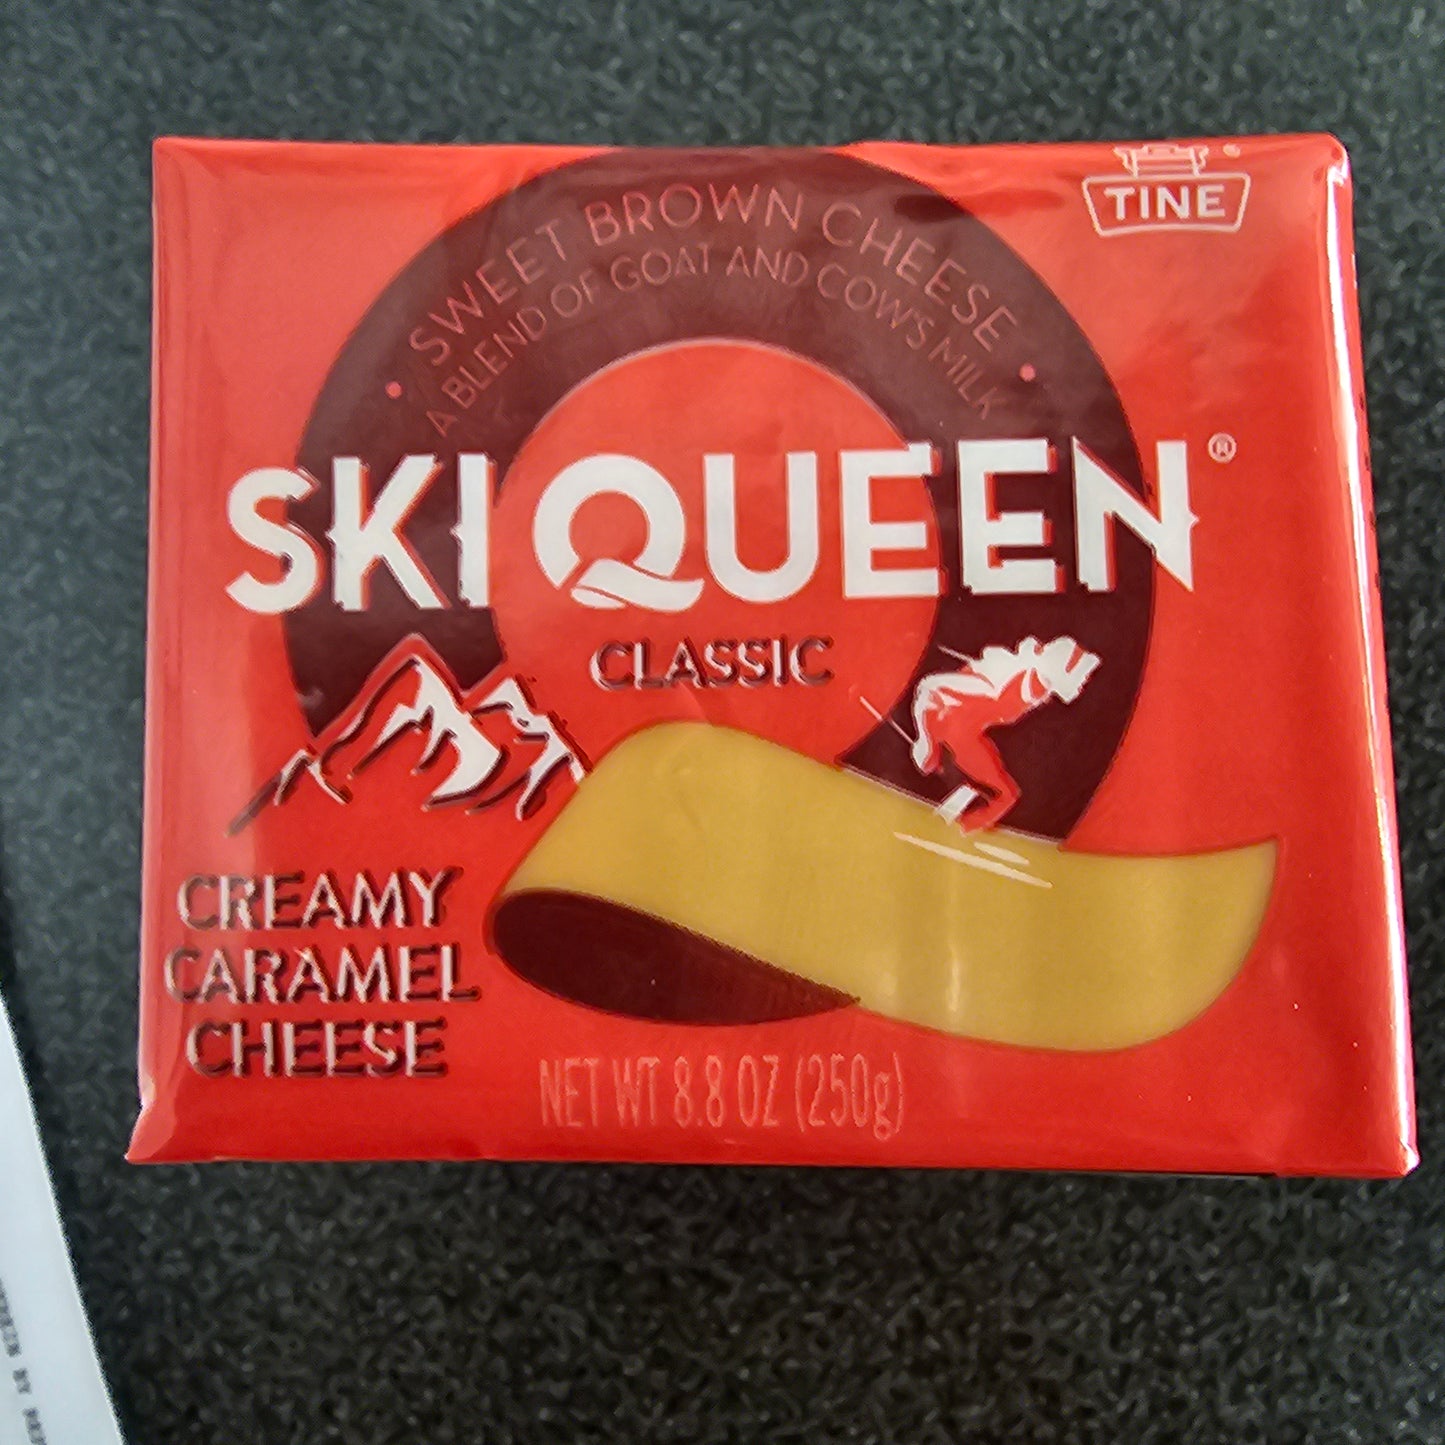 TINE
SWEET BROWN CHEESE
A BLEND OF GOAT AND COW'S MILK
SKI QUEEN®
CLASSIC
CREAMY
CARAMEL
CHEESE
NET WT 8.8 OZ (250g)